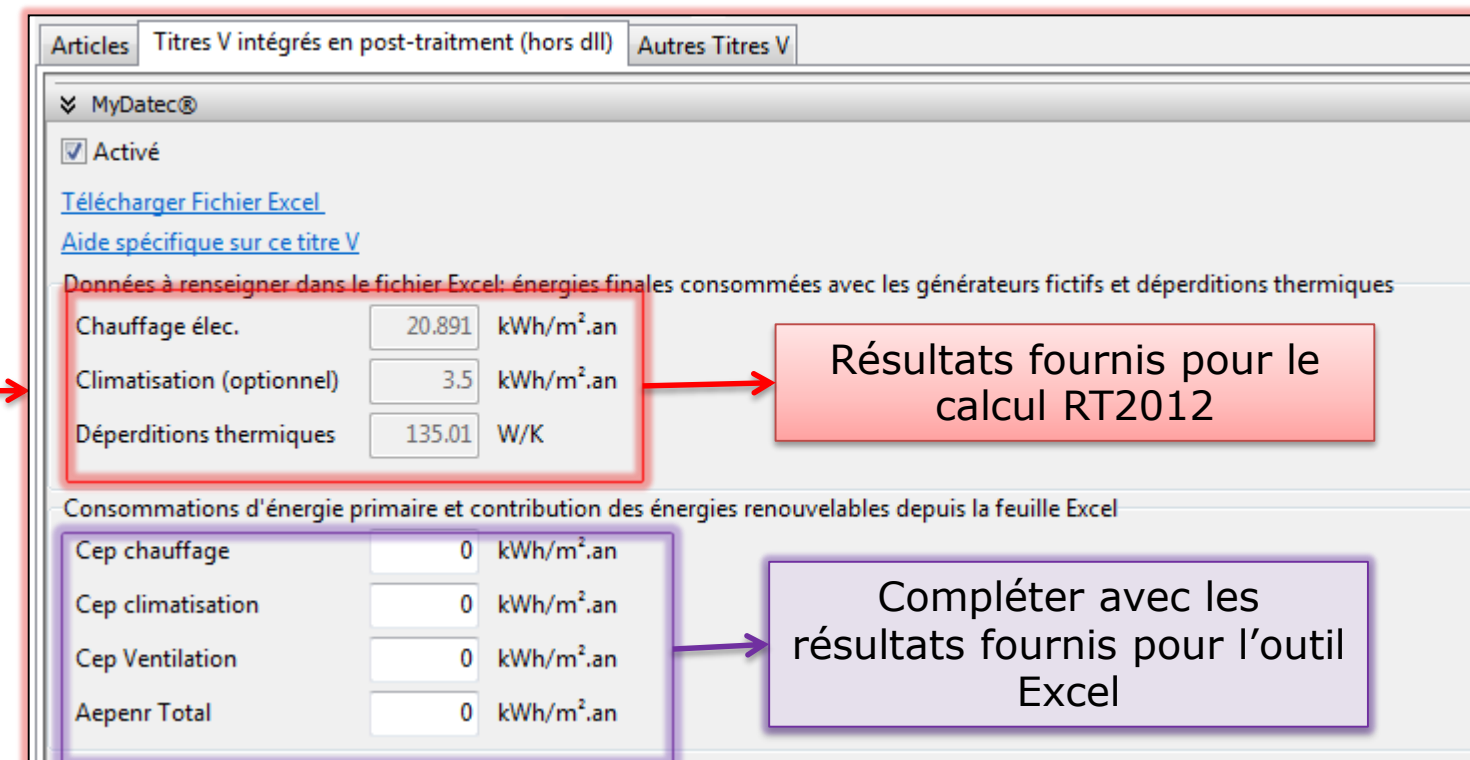 Articles Titres V intégrés en post-traitment (hors dll) Autres Titres V
MyDatec®
Activé
Télécharger Fichier Excel
Aide spécifique sur ce titre V
Données à renseigner dans le fichier Excel: énergies finales consommées avec les générateurs fictifs et déperditions thermiques
Chauffage élec. 20.891 kWh/m².an
Climatisation (optionnel) 3.5 kWh/m².an
Déperditions thermiques 135.01 W/K
Résultats fournis pour le
calcul RT2012
Consommations d'énergie primaire et contribution des énergies renouvelables depuis la feuille Excel
Cep chauffage 0 kWh/m².an
Cep climatisation 0 kWh/m².an
Cep Ventilation 0 kWh/m².an
Aepenr Total 0 kWh/m².an
Compléter avec les
résultats fournis pour l’outil
Excel